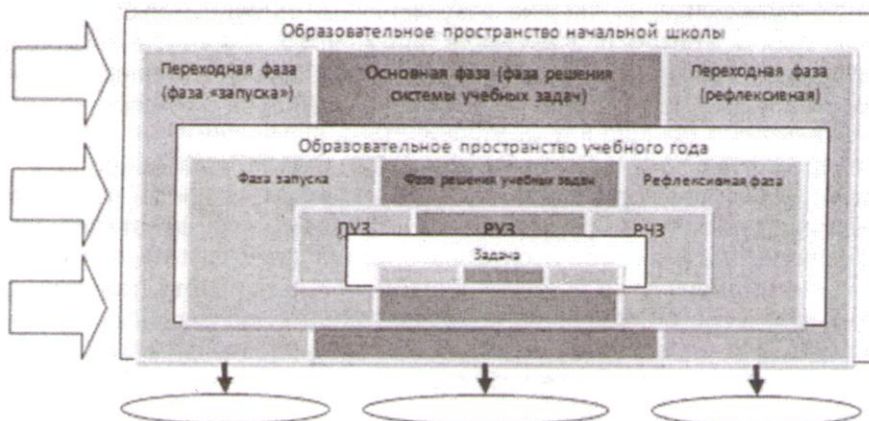 Образовательное пространство начальной школы
Переходная фаза
(фаза «запуска»)
Основная фаза (фаза решения
системы учебных задач)
Переходная фаза
(рефлексивная)
Образовательное пространство учебного года
Фаза запуска
Фаза решения учебных задач
Рефлексивная фаза
ПУЗ
РУЗ
РЧЗ
Задача